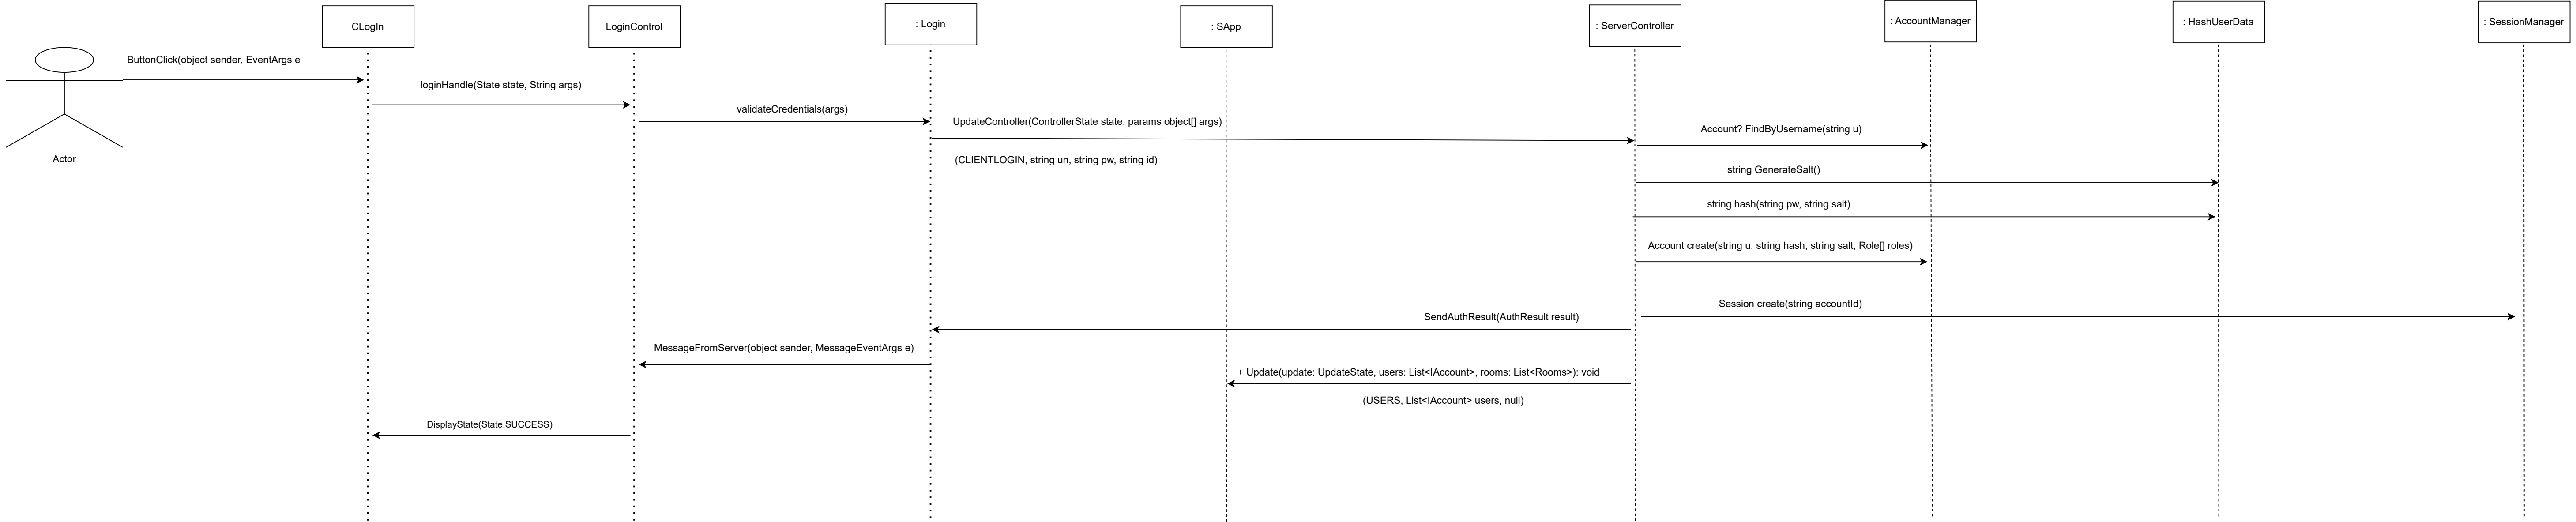 CLogIn
LoginControl
: Login
: SApp
: ServerController
: AccountManager
: HashUserData
: SessionManager
Actor
ButtonClick(object sender, EventArgs e
loginHandle(State state, String args)
validateCredentials(args)
UpdateController(ControllerState state, params object[] args)
(CLIENTLOGIN, string un, string pw, string id)
Account? FindByUsername(string u)
string GenerateSalt()
string hash(string pw, string salt)
Account create(string u, string hash, string salt, Role[] roles)
Session create(string accountId)
SendAuthResult(AuthResult result)
MessageFromServer(object sender, MessageEventArgs e)
+ Update(update: UpdateState, users: List<IAccount>, rooms: List<Rooms>): void
(USERS, List<IAccount> users, null)
DisplayState(State.SUCCESS)